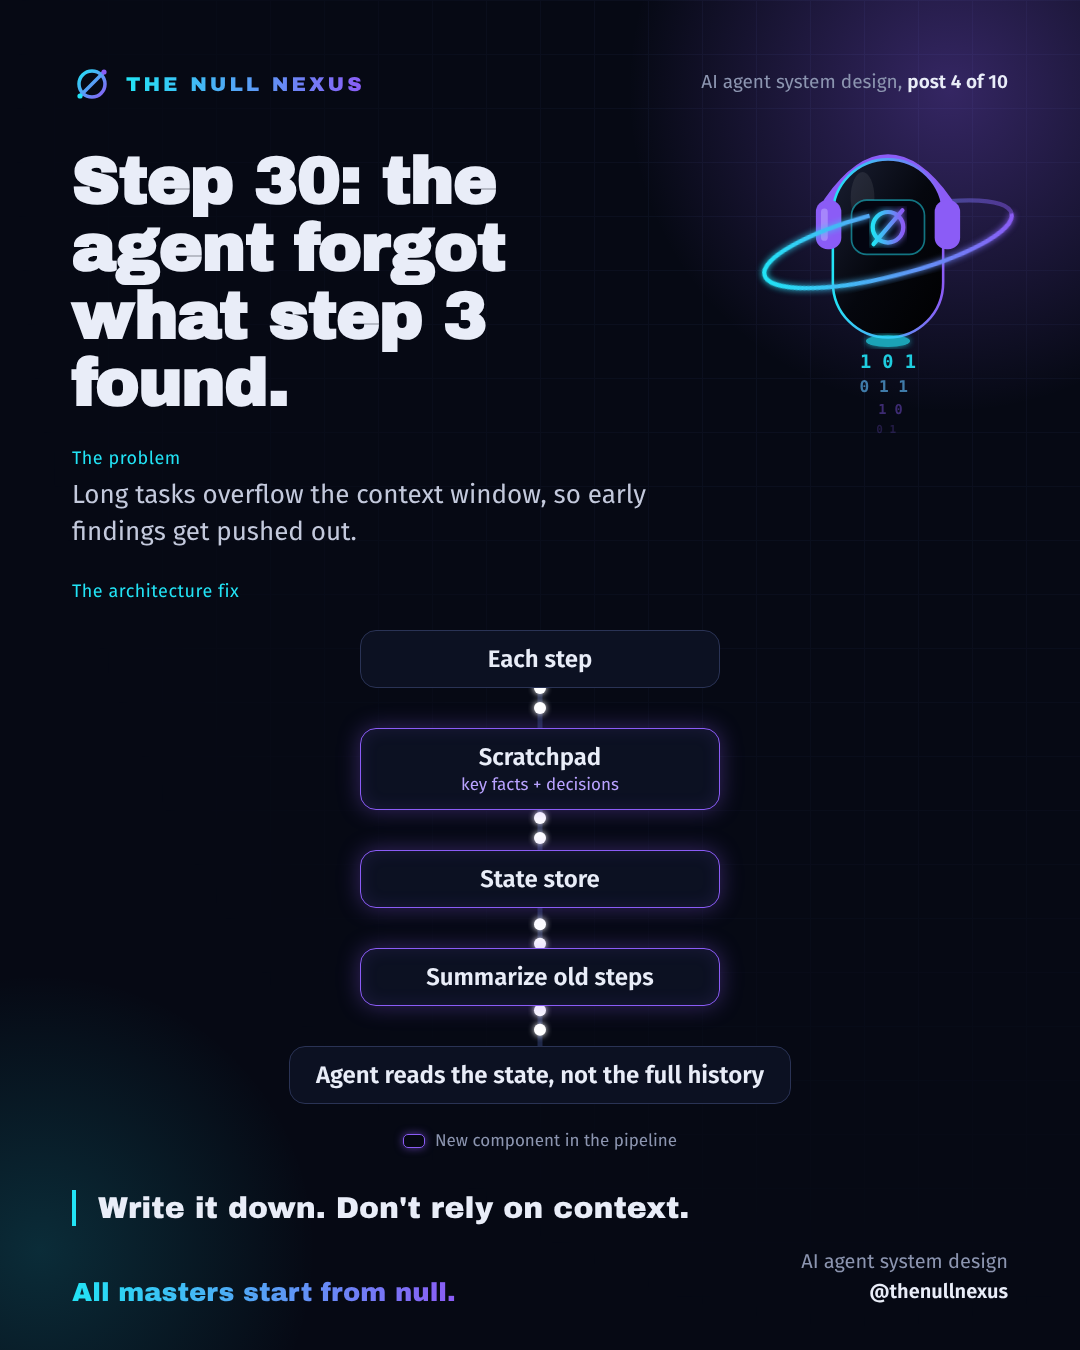 THE NULL NEXUS
AI agent system design, post 4 of 10
Step 30: the
agent forgot
what step 3
found.
1 0 1
0 1 1
1 0
0 1
The problem
Long tasks overflow the context window, so early
findings get pushed out.
The architecture fix
Each step
Scratchpad
key facts + decisions
State store
Summarize old steps
Agent reads the state, not the full history
New component in the pipeline
Write it down. Don't rely on context.
AI agent system design
All masters start from null.
@thenullnexus